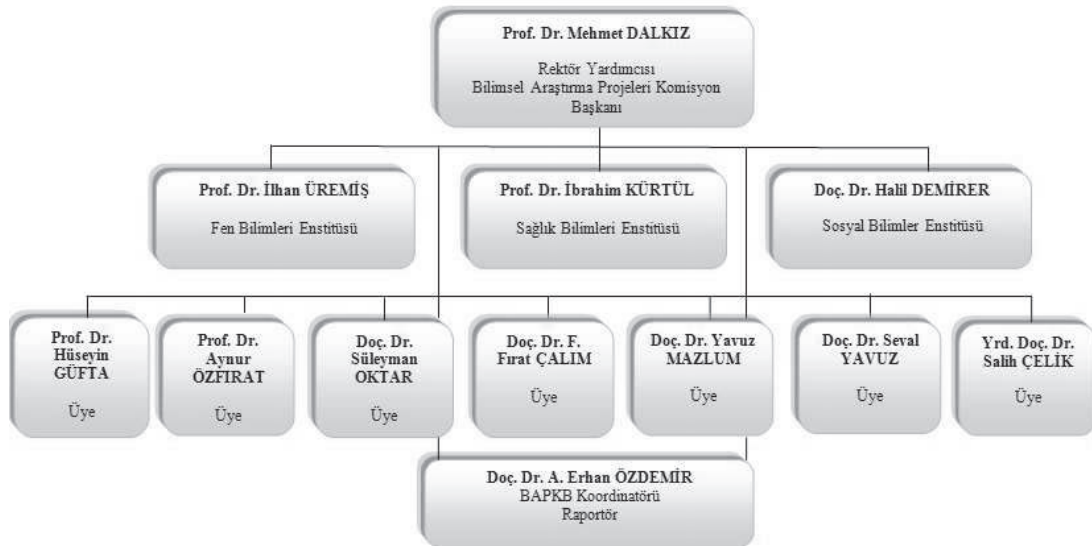 Prof. Dr. Mehmet DALKIZ
Rektör Yardımcısı
Bilimsel Araştırma Projeleri Komisyon
Başkanı
Prof. Dr. İlhan ÜREMİŞ
Fen Bilimleri Enstitüsü
Prof. Dr. İbrahim KÜRTÜL
Sağlık Bilimleri Enstitüsü
Doç. Dr. Halil DEMİRER
Sosyal Bilimler Enstitüsü
Prof. Dr.
Hüseyin
GÜFTA
Üye
Prof. Dr.
Aynur
ÖZFIRAT
Üye
Doç. Dr.
Süleyman
OKTAR
Üye
Doç. Dr. F.
Fırat ÇALIM
Üye
Doç. Dr. Yavuz
MAZLUM
Üye
Doç. Dr. Seval
YAVUZ
Üye
Yrd. Doç. Dr.
Salih ÇELİK
Üye
Doç. Dr. A. Erhan ÖZDEMİR
BAPKB Koordinatörü
Raportör